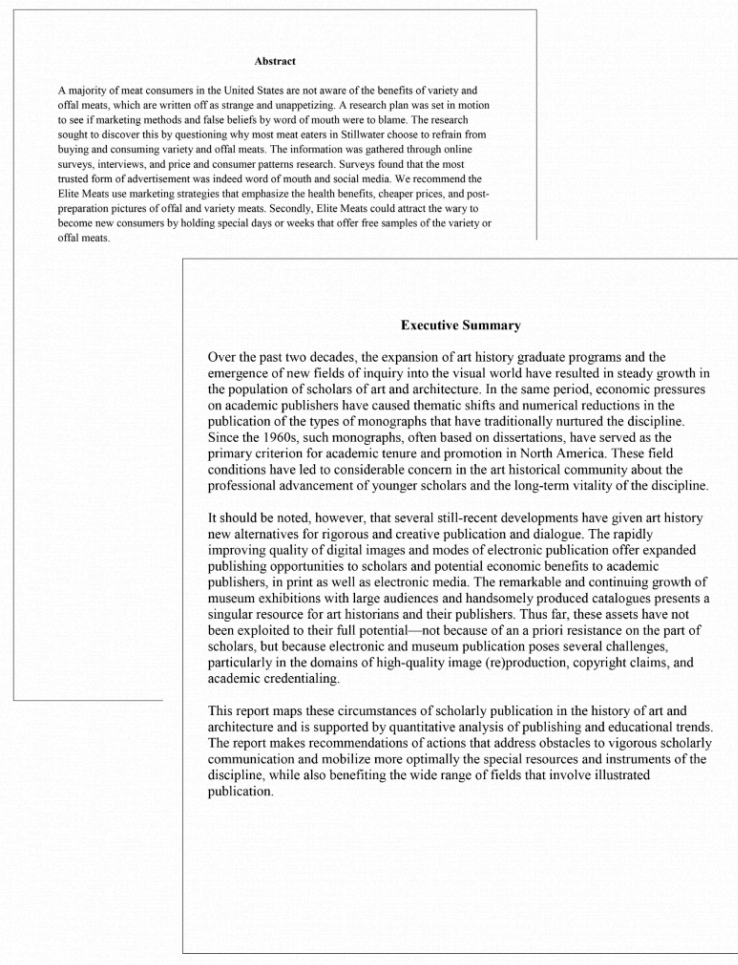 Abstract
A majority of meat consumers in the United States are not aware of the benefits of variety and
offal meats, which are written off as strange and unappetizing. A research plan was set in motion
to see if marketing methods and false beliefs by word of mouth were to blame. The research
sought to discover this by questioning why most meat eaters in Stillwater choose to refrain from
buying and consuming variety and offal meats. The information was gathered through online
surveys, interviews, and price and consumer patterns research. Surveys found that the most
trusted form of advertisement was indeed word of mouth and social media. We recommend the
Elite Meats use marketing strategies that emphasize the health benefits, cheaper prices, and post-
preparation pictures of offal and variety meats. Secondly, Elite Meats could attract the wary to
become new consumers by holding special days or weeks that offer free samples of the variety or
offal meats.
Executive Summary
Over the past two decades, the expansion of art history graduate programs and the
emergence of new fields of inquiry into the visual world have resulted in steady growth in
the population of scholars of art and architecture. In the same period, economic pressures
on academic publishers have caused thematic shifts and numerical reductions in the
publication of the types of monographs that have traditionally nurtured the discipline.
Since the 1960s, such monographs, often based on dissertations, have served as the
primary criterion for academic tenure and promotion in North America. These field
conditions have led to considerable concern in the art historical community about the
professional advancement of younger scholars and the long-term vitality of the discipline.
It should be noted, however, that several still-recent developments have given art history
new alternatives for rigorous and creative publication and dialogue. The rapidly
improving quality of digital images and modes of electronic publication offer expanded
publishing opportunities to scholars and potential economic benefits to academic
publishers, in print as well as electronic media. The remarkable and continuing growth of
museum exhibitions with large audiences and handsomely produced catalogues presents a
singular resource for art historians and their publishers. Thus far, these assets have not
been exploited to their full potential—not because of an a priori resistance on the part of
scholars, but because electronic and museum publication poses several challenges,
particularly in the domains of high-quality image (re)production, copyright claims, and
academic credentialing.
This report maps these circumstances of scholarly publication in the history of art and
architecture and is supported by quantitative analysis of publishing and educational trends.
The report makes recommendations of actions that address obstacles to vigorous scholarly
communication and mobilize more optimally the special resources and instruments of the
discipline, while also benefiting the wide range of fields that involve illustrated
publication.